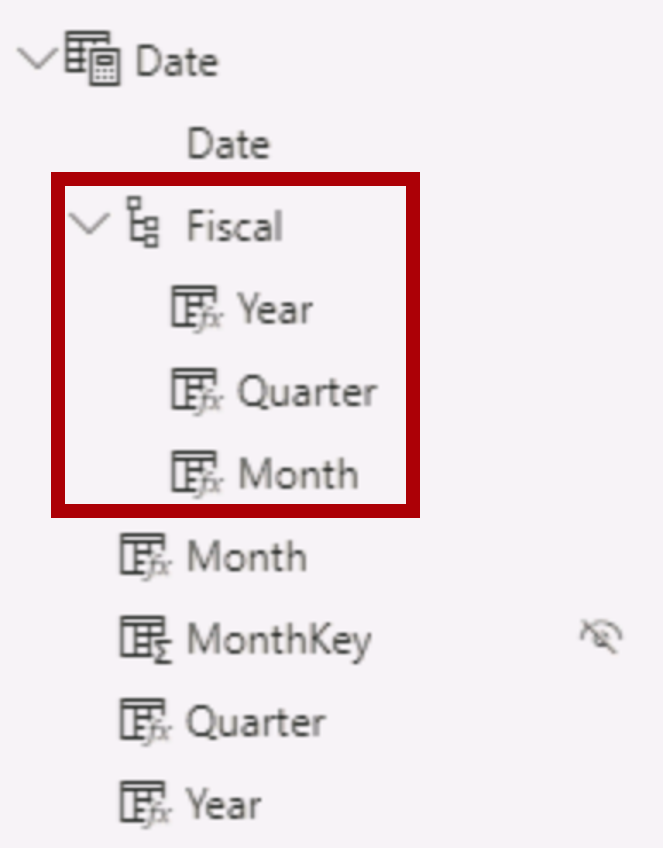 Date
Date
Fiscal
Year
Quarter
Month
Month
MonthKey
Quarter
Year